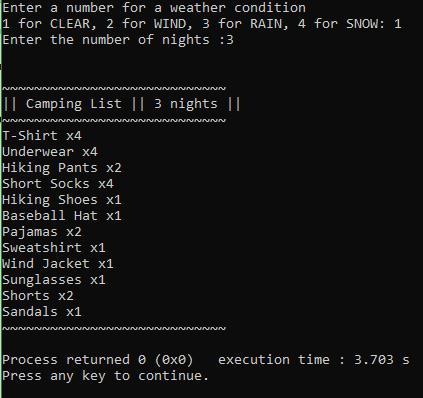 Enter a number for a weather condition
1 for CLEAR, 2 for WIND, 3 for RAIN, 4 for SNOW: 1
Enter the number of nights :3
~~~~~~~~~~~~~~~~~~~~~~~~~~~~
|| Camping List || 3 nights ||
~~~~~~~~~~~~~~~~~~~~~~~~~~~~
T-Shirt x4
Underwear x4
Hiking Pants x2
Short Socks x4
Hiking Shoes x1
Baseball Hat x1
Pajamas x2
Sweatshirt x1
Wind Jacket x1
Sunglasses x1
Shorts x2
Sandals x1
~~~~~~~~~~~~~~~~~~~~~~~~~~~~
Process returned 0 (0x0)   execution time : 3.703 s
Press any key to continue.